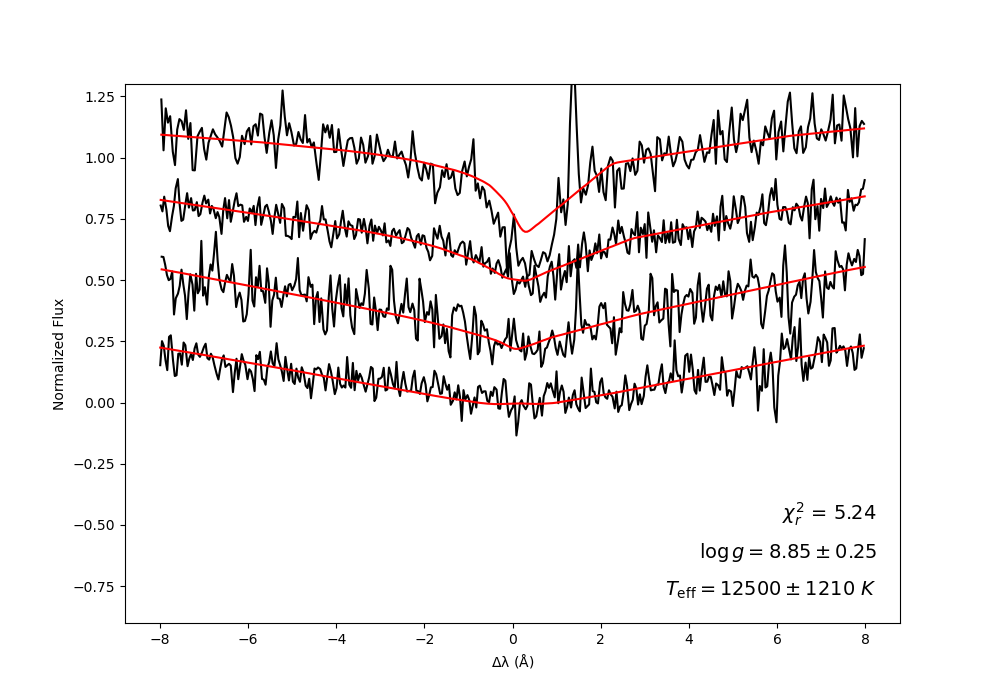 1.25
1.00
0.75
0.50
0.25
0.00
−0.25
−0.50
−0.75
Normalized Flux
χ²ᵣ = 5.24
log g = 8.85 ± 0.25
T_eff = 12500 ± 1210 K
−8 −6 −4 −2 0 2 4 6 8
Δλ (Å)